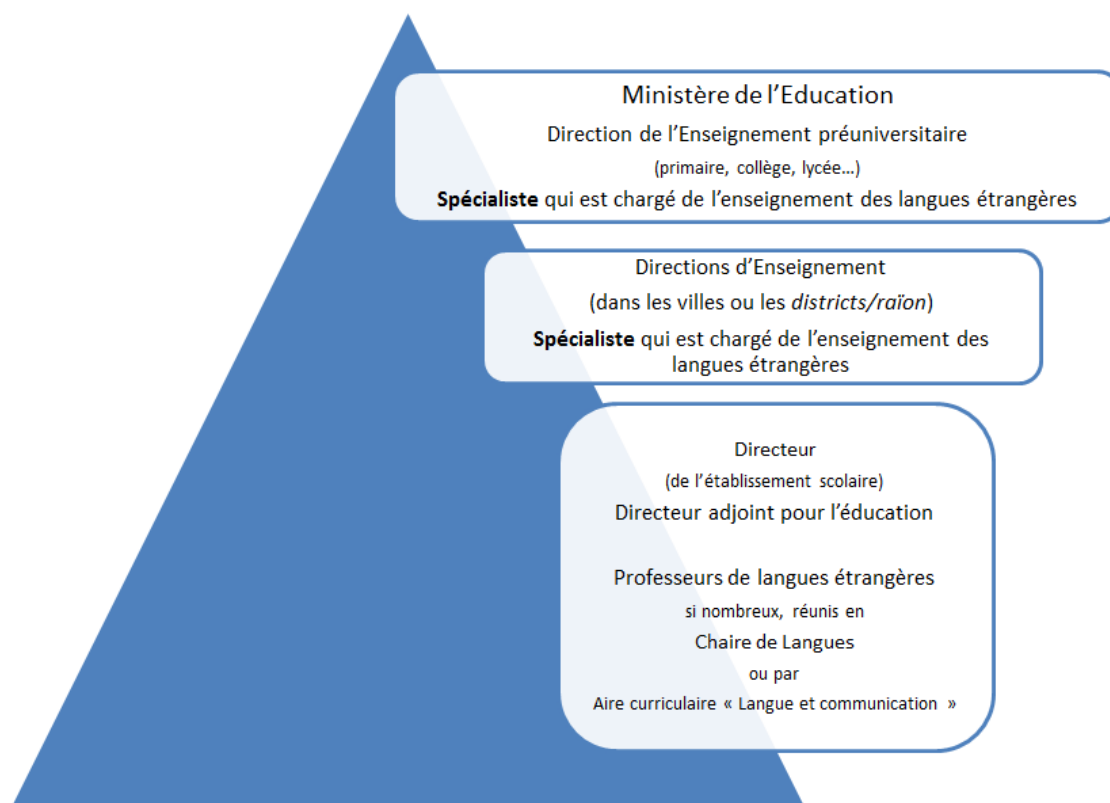 Ministère de l’Education
Direction de l’Enseignement préuniversitaire
(primaire, collège, lycée…)
Spécialiste qui est chargé de l’enseignement des langues étrangères
Directions d’Enseignement
(dans les villes ou les districts/raïon)
Spécialiste qui est chargé de l’enseignement des
langues étrangères
Directeur
(de l’établissement scolaire)
Directeur adjoint pour l’éducation
Professeurs de langues étrangères
si nombreux, réunis en
Chaire de Langues
ou par
Aire curriculaire « Langue et communication »